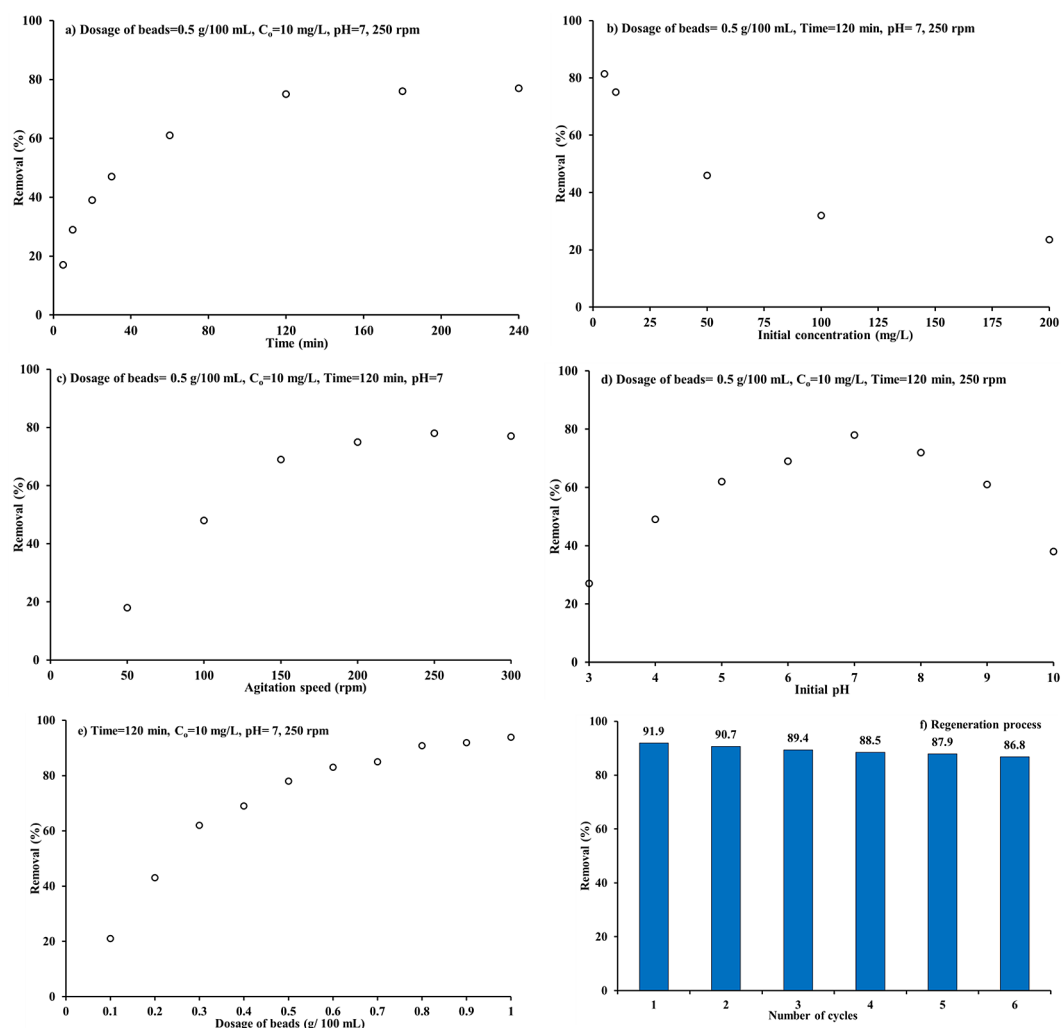 a) Dosage of beads=0.5 g/100 mL, Co=10 mg/L, pH=7, 250 rpm
Removal (%)
100
80
60
40
20
0
0 40 80 120 160 200 240
Time (min)
b) Dosage of beads= 0.5 g/100 mL, Time=120 min, pH= 7, 250 rpm
Removal (%)
100
80
60
40
20
0
0 25 50 75 100 125 150 175 200
Initial concentration (mg/L)
c) Dosage of beads= 0.5 g/100 mL, Co=10 mg/L, Time=120 min, pH=7
Removal (%)
100
80
60
40
20
0
0 50 100 150 200 250 300
Agitation speed (rpm)
d) Dosage of beads= 0.5 g/100 mL, Co=10 mg/L, Time=120 min, 250 rpm
Removal (%)
100
80
60
40
20
0
3 4 5 6 7 8 9 10
Initial pH
e) Time=120 min, Co=10 mg/L, pH= 7, 250 rpm
Removal (%)
100
80
60
40
20
0
0.1 0.2 0.3 0.4 0.5 0.6 0.7 0.8 0.9 1
Dosage of beads (g/ 100 mL)
f) Regeneration process
Removal (%)
100
80
60
40
20
0
91.9 90.7 89.4 88.5 87.9 86.8
1 2 3 4 5 6
Number of cycles